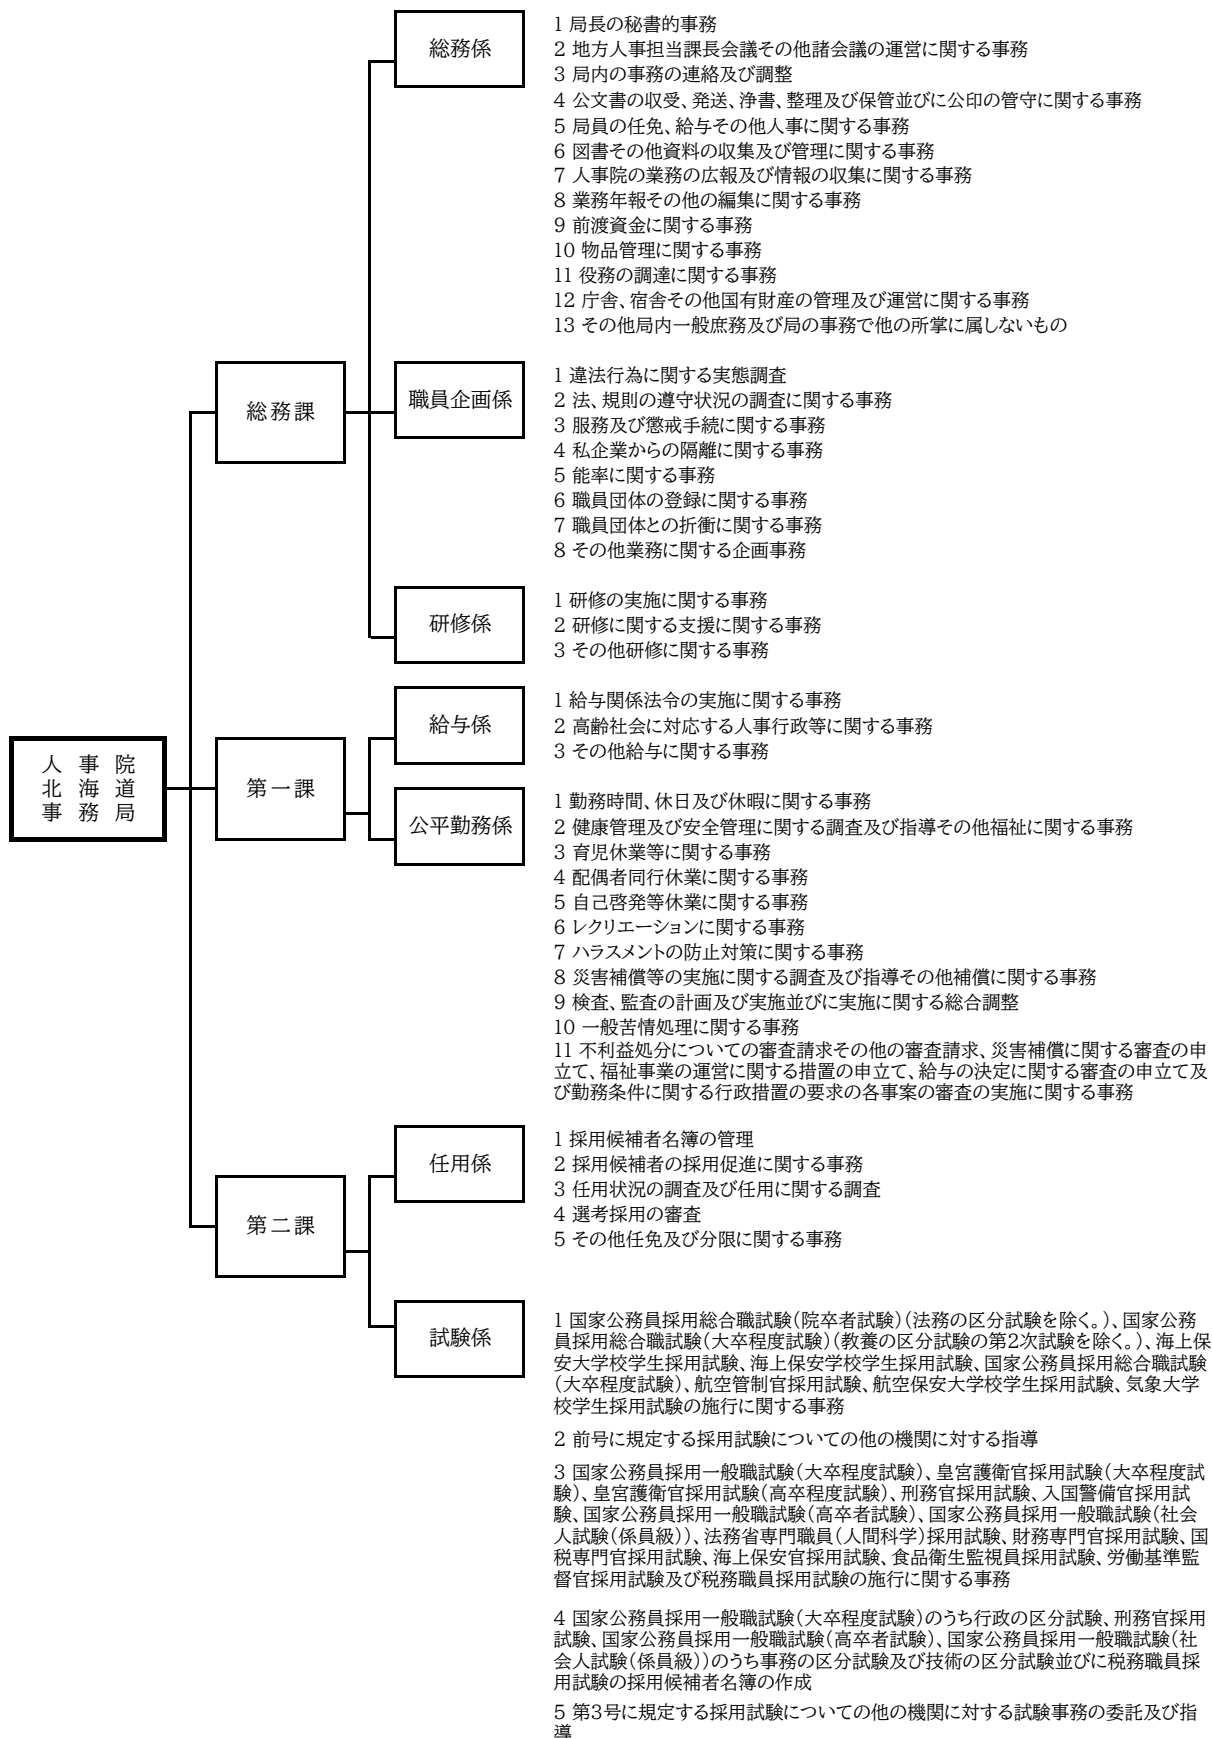 人事院
北海道
事務局
総務課
総務係
1 局長の秘書的事務
2 地方人事担当課長会議その他諸会議の運営に関する事務
3 局内の事務の連絡及び調整
4 公文書の収受、発送、浄書、整理及び保管並びに公印の管守に関する事務
5 局員の任免、給与その他人事に関する事務
6 図書その他資料の収集及び管理に関する事務
7 人事院の業務の広報及び情報の収集に関する事務
8 業務年報その他の編集に関する事務
9 前渡資金に関する事務
10 物品管理に関する事務
11 役務の調達に関する事務
12 庁舎、宿舎その他国有財産の管理及び運営に関する事務
13 その他局内一般庶務及び局の事務で他の所掌に属しないもの
職員企画係
1 違法行為に関する実態調査
2 法、規則の遵守状況の調査に関する事務
3 服務及び懲戒手続に関する事務
4 私企業からの隔離に関する事務
5 能率に関する事務
6 職員団体の登録に関する事務
7 職員団体との折衝に関する事務
8 その他業務に関する企画事務
研修係
1 研修の実施に関する事務
2 研修に関する支援に関する事務
3 その他研修に関する事務
第一課
給与係
1 給与関係法令の実施に関する事務
2 高齢社会に対応する人事行政等に関する事務
3 その他給与に関する事務
公平勤務係
1 勤務時間、休日及び休暇に関する事務
2 健康管理及び安全管理に関する調査及び指導その他福祉に関する事務
3 育児休業等に関する事務
4 配偶者同行休業に関する事務
5 自己啓発等休業に関する事務
6 レクリエーションに関する事務
7 ハラスメントの防止対策に関する事務
8 災害補償等の実施に関する調査及び指導その他補償に関する事務
9 検査、監査の計画及び実施並びに実施に関する総合調整
10 一般苦情処理に関する事務
11 不利益処分についての審査請求その他の審査請求、災害補償に関する審査の申
立て、福祉事業の運営に関する措置の申立て、給与の決定に関する審査の申立て及
び勤務条件に関する行政措置の要求の各事案の審査の実施に関する事務
第二課
任用係
1 採用候補者名簿の管理
2 採用候補者の採用促進に関する事務
3 任用状況の調査及び任用に関する調査
4 選考採用の審査
5 その他任免及び分限に関する事務
試験係
1 国家公務員採用総合職試験(院卒者試験)(法務の区分試験を除く。)、国家公務
員採用総合職試験(大卒程度試験)(教養の区分試験の第2次試験を除く。)、海上保
安大学校学生採用試験、海上保安学校学生採用試験、国家公務員採用総合職試験
(大卒程度試験)、航空管制官採用試験、航空保安大学校学生採用試験、気象大学
校学生採用試験の施行に関する事務
2 前号に規定する採用試験についての他の機関に対する指導
3 国家公務員採用一般職試験(大卒程度試験)、皇宮護衛官採用試験(大卒程度試
験)、皇宮護衛官採用試験(高卒程度試験)、刑務官採用試験、入国警備官採用試
験、国家公務員採用一般職試験(高卒者試験)、国家公務員採用一般職試験(社会
人試験(係員級))、法務省専門職員(人間科学)採用試験、財務専門官採用試験、国
税専門官採用試験、海上保安官採用試験、食品衛生監視員採用試験、労働基準監
督官採用試験及び税務職員採用試験の施行に関する事務
4 国家公務員採用一般職試験(大卒程度試験)のうち行政の区分試験、刑務官採用
試験、国家公務員採用一般職試験(高卒者試験)、国家公務員採用一般職試験(社
会人試験(係員級))のうち事務の区分試験及び技術の区分試験並びに税務職員採
用試験の採用候補者名簿の作成
5 第3号に規定する採用試験についての他の機関に対する試験事務の委託及び指
導